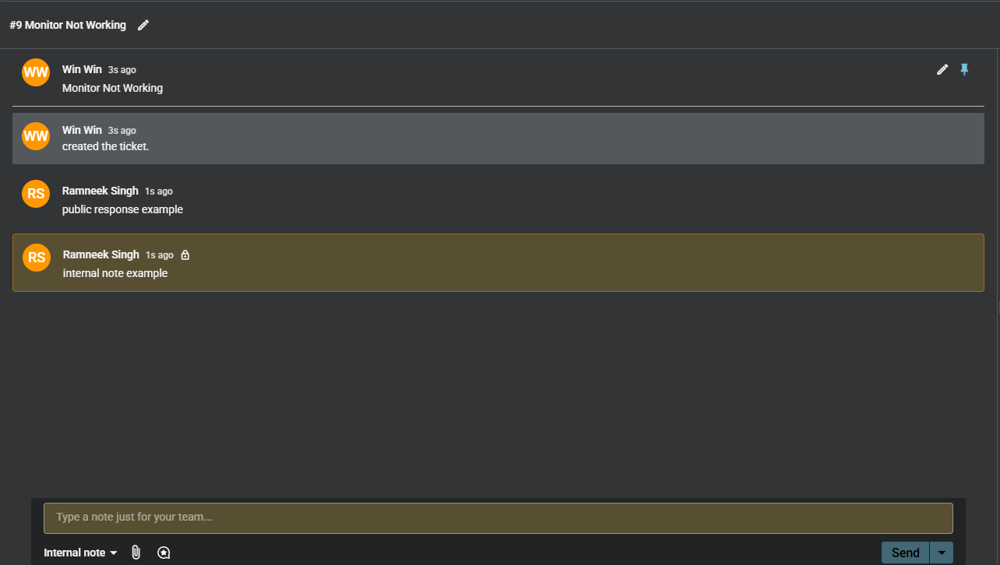 #9 Monitor Not Working
WW
Win Win 3s ago
Monitor Not Working
WW
Win Win 3s ago
created the ticket.
RS
Ramneek Singh 1s ago
public response example
RS
Ramneek Singh 1s ago
internal note example
Type a note just for your team...
Internal note
Send